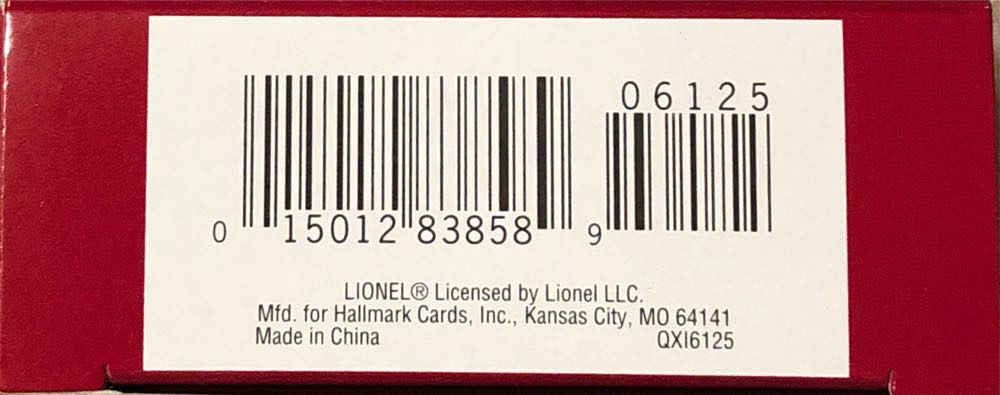 06125
0 15012 83858 9
LIONEL® Licensed by Lionel LLC.
Mfd. for Hallmark Cards, Inc., Kansas City, MO 64141
Made in China QXI6125